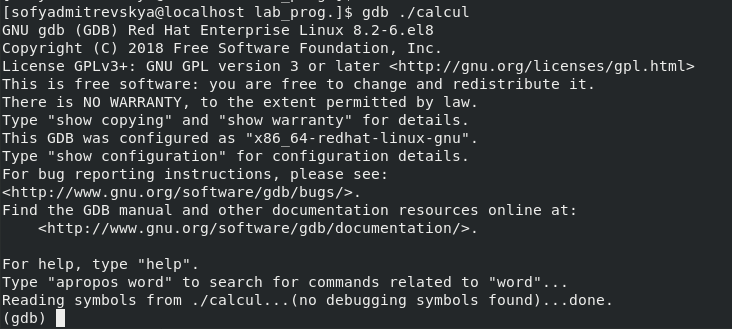 [sofyadmitrevskya@localhost lab_prog.]$ gdb ./calcul
GNU gdb (GDB) Red Hat Enterprise Linux 8.2-6.el8
Copyright (C) 2018 Free Software Foundation, Inc.
License GPLv3+: GNU GPL version 3 or later <http://gnu.org/licenses/gpl.html>
This is free software: you are free to change and redistribute it.
There is NO WARRANTY, to the extent permitted by law.
Type "show copying" and "show warranty" for details.
This GDB was configured as "x86_64-redhat-linux-gnu".
Type "show configuration" for configuration details.
For bug reporting instructions, please see:
<http://www.gnu.org/software/gdb/bugs/>.
Find the GDB manual and other documentation resources online at:
    <http://www.gnu.org/software/gdb/documentation/>.

For help, type "help".
Type "apropos word" to search for commands related to "word"...
Reading symbols from ./calcul...(no debugging symbols found)...done.
(gdb)